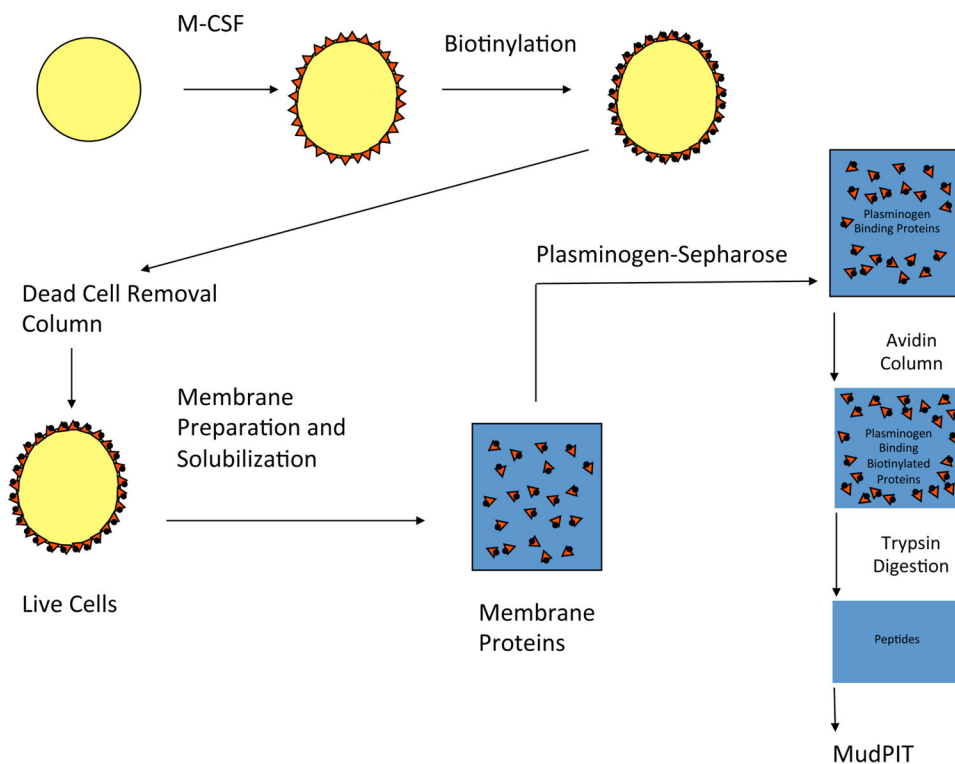 M-CSF
Biotinylation
Dead Cell Removal
Column
Live Cells
Membrane
Preparation and
Solubilization
Membrane
Proteins
Plasminogen-Sepharose
Plasminogen
Binding Proteins
Avidin
Column
Plasminogen
Binding
Biotinylated
Proteins
Trypsin
Digestion
Peptides
MudPIT